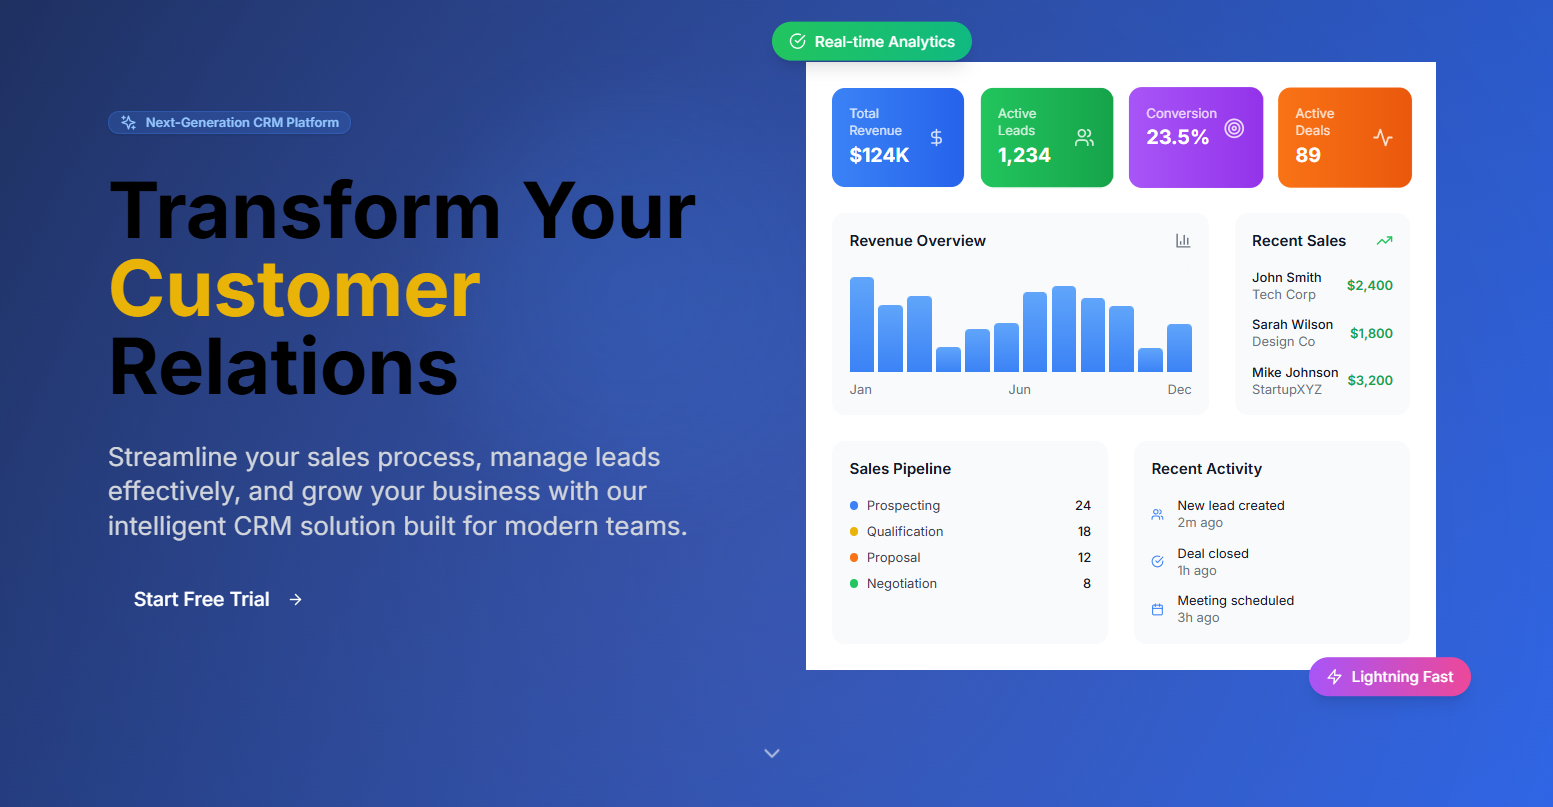 Real-time Analytics
Next-Generation CRM Platform
Transform Your
Customer
Relations
Streamline your sales process, manage leads
effectively, and grow your business with our
intelligent CRM solution built for modern teams.
Start Free Trial
Total
Revenue
$124K
Active
Leads
1,234
Conversion
23.5%
Active
Deals
89
Revenue Overview
Jan Jun Dec
Recent Sales
John Smith
Tech Corp
$2,400
Sarah Wilson
Design Co
$1,800
Mike Johnson
StartupXYZ
$3,200
Sales Pipeline
Prospecting 24
Qualification 18
Proposal 12
Negotiation 8
Recent Activity
New lead created
2m ago
Deal closed
1h ago
Meeting scheduled
3h ago
Lightning Fast